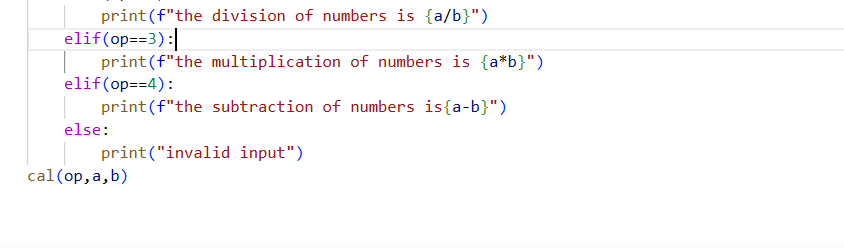 print(f"the division of numbers is {a/b}")
elif(op==3):
print(f"the multiplication of numbers is {a*b}")
elif(op==4):
print(f"the subtraction of numbers is{a-b}")
else:
print("invalid input")
cal(op,a,b)